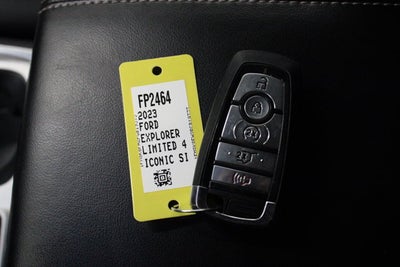 FP2464
2023
FORD
EXPLORER
LIMITED 4
ICONIC SI